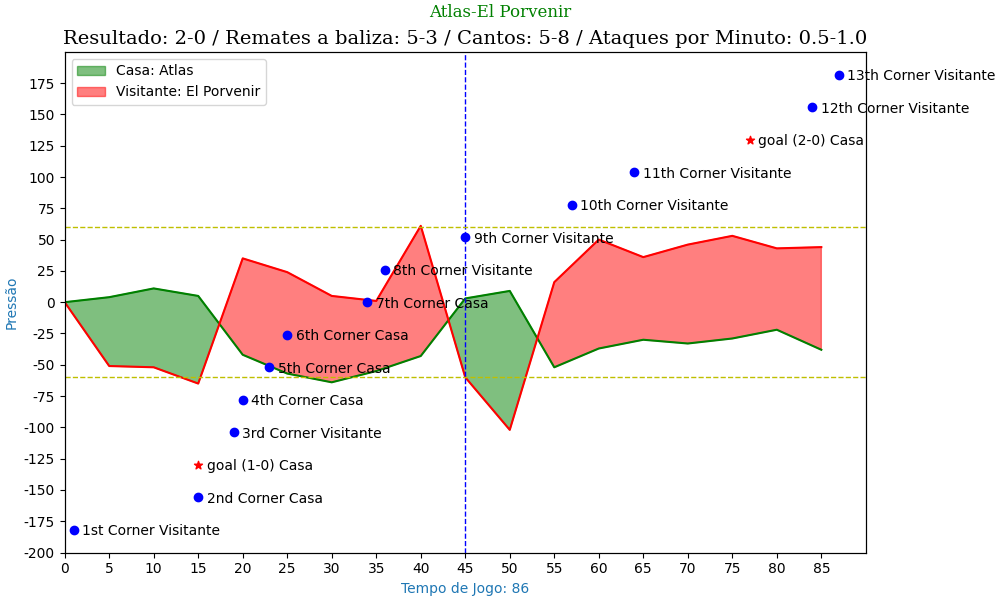 Atlas-El Porvenir
Resultado: 2-0 / Remates a baliza: 5-3 / Cantos: 5-8 / Ataques por Minuto: 0.5-1.0
Casa: Atlas
Visitante: El Porvenir
13th Corner Visitante
12th Corner Visitante
goal (2-0) Casa
11th Corner Visitante
10th Corner Visitante
9th Corner Visitante
8th Corner Visitante
7th Corner Casa
6th Corner Casa
5th Corner Casa
4th Corner Casa
3rd Corner Visitante
goal (1-0) Casa
2nd Corner Casa
1st Corner Visitante
Pressão
175
150
125
100
75
50
25
0
-25
-50
-75
-100
-125
-150
-175
-200
0 5 10 15 20 25 30 35 40 45 50 55 60 65 70 75 80 85
Tempo de Jogo: 86